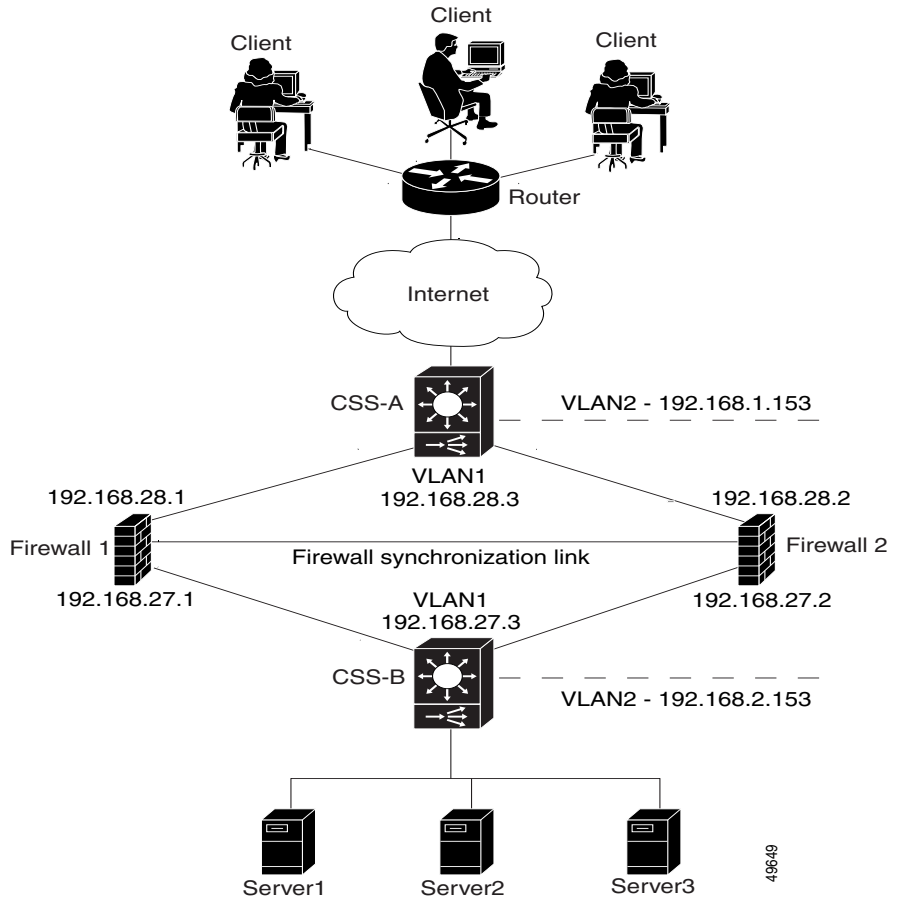 Client
Client
Client
Router
Internet
CSS-A
VLAN2 - 192.168.1.153
VLAN1
192.168.28.3
192.168.28.1
192.168.28.2
Firewall 1
Firewall synchronization link
Firewall 2
192.168.27.1
VLAN1
192.168.27.3
192.168.27.2
CSS-B
VLAN2 - 192.168.2.153
Server1
Server2
Server3
49649